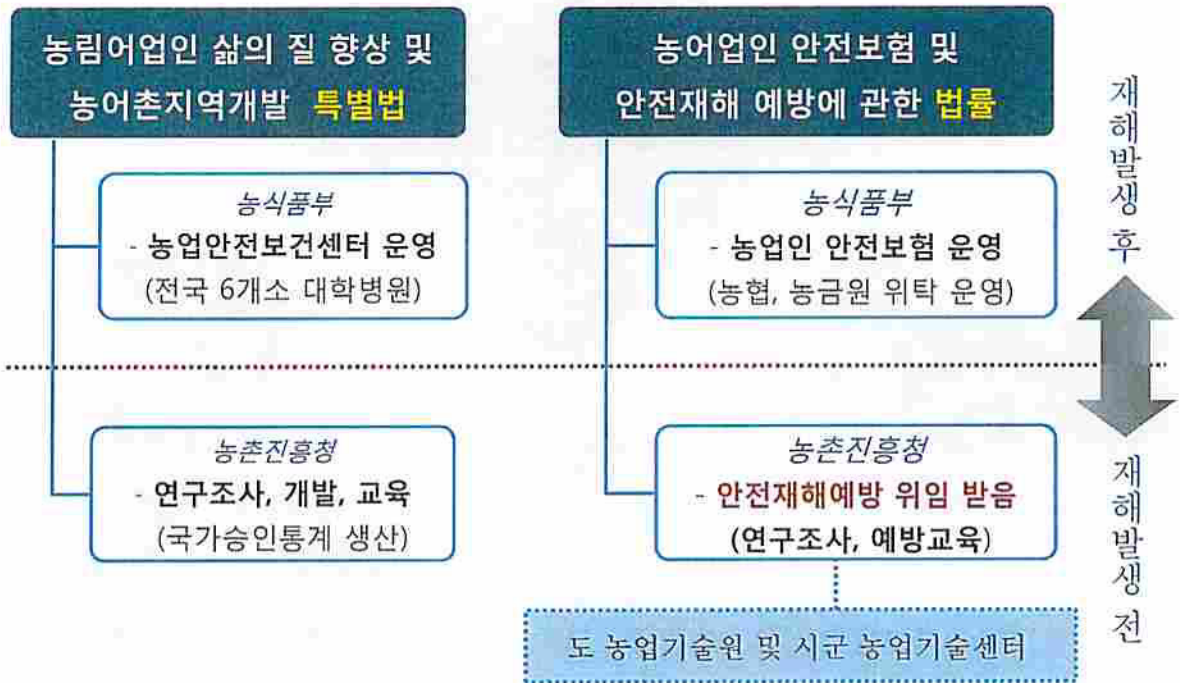 농림어업인 삶의 질 향상 및
농어촌지역개발 특별법
농어업인 안전보험 및
안전재해 예방에 관한 법률
농식품부
- 농업안전보건센터 운영
(전국 6개소 대학병원)
농식품부
- 농업인 안전보험 운영
(농협, 농금원 위탁 운영)
재해발생 후
농촌진흥청
- 연구조사, 개발, 교육
(국가승인통계 생산)
농촌진흥청
- 안전재해예방 위임 받음
(연구조사, 예방교육)
재해발생 전
도 농업기술원 및 시군 농업기술센터